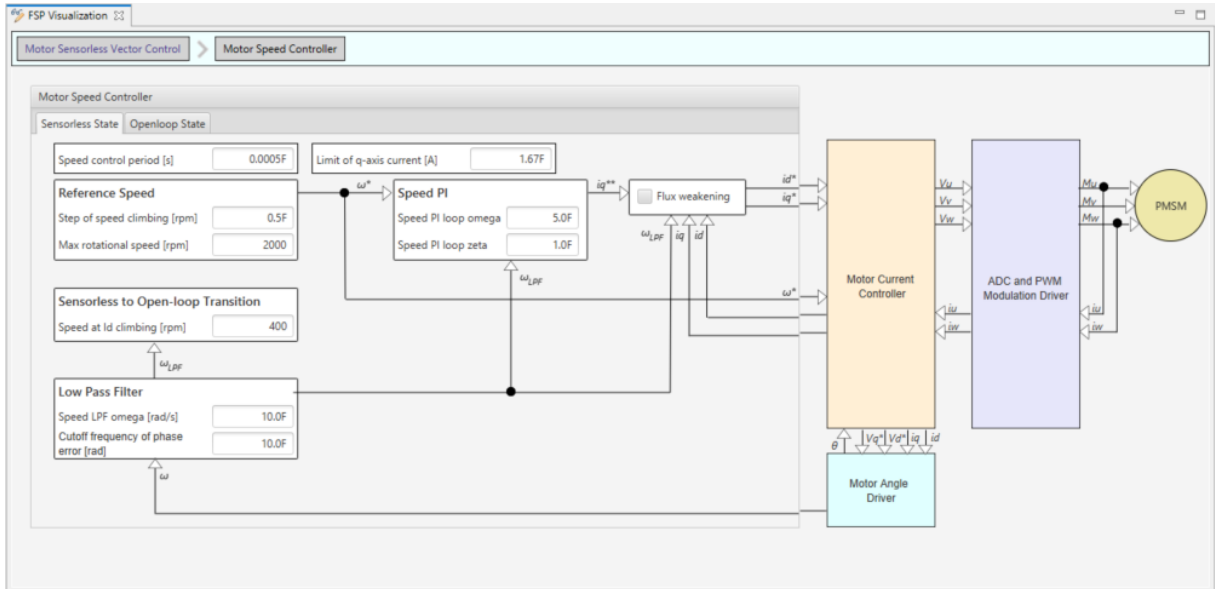 FSP Visualization
Motor Sensorless Vector Control
Motor Speed Controller
Motor Speed Controller
Sensorless State
Openloop State
Speed control period [s]
0.0005F
Limit of q-axis current [A]
1.67F
Reference Speed
Step of speed climbing [rpm]
0.5F
Max rotational speed [rpm]
2000
ω*
Speed PI
Speed PI loop omega
5.0F
Speed PI loop zeta
1.0F
iq**
Flux weakening
id*
iq*
ωLPF
iq
id
ωLPF
ω*
Sensorless to Open-loop Transition
Speed at Id climbing [rpm]
400
ωLPF
Low Pass Filter
Speed LPF omega [rad/s]
10.0F
Cutoff frequency of phase
error [rad]
10.0F
ω
Motor Current
Controller
Vu
Vv
Vw
iu
iw
ADC and PWM
Modulation Driver
Mu
Mv
Mw
iu
iw
PMSM
θ
Vq*
Vd*
iq
id
Motor Angle
Driver